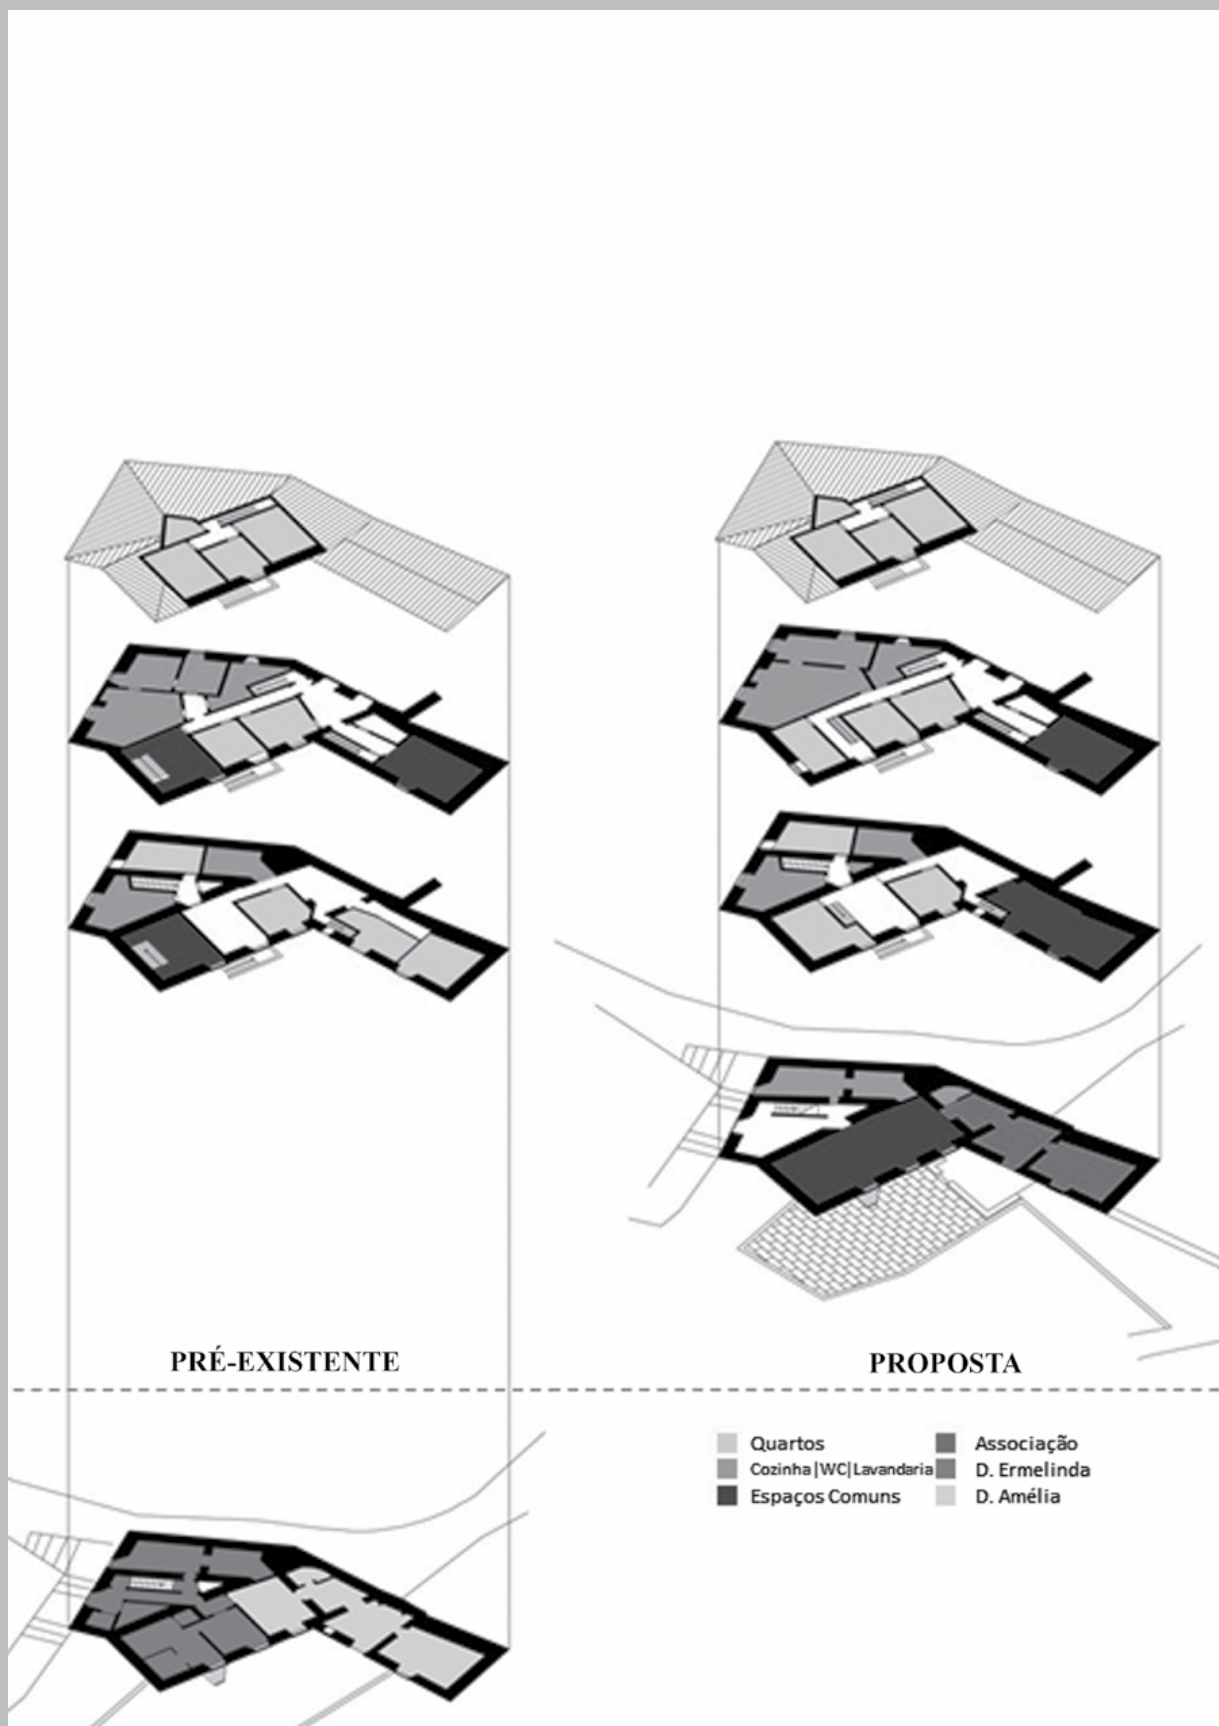 PRÉ-EXISTENTE
PROPOSTA
Quartos
Cozinha|WC|Lavandaria
Espaços Comuns
Associação
D. Ermelinda
D. Amélia